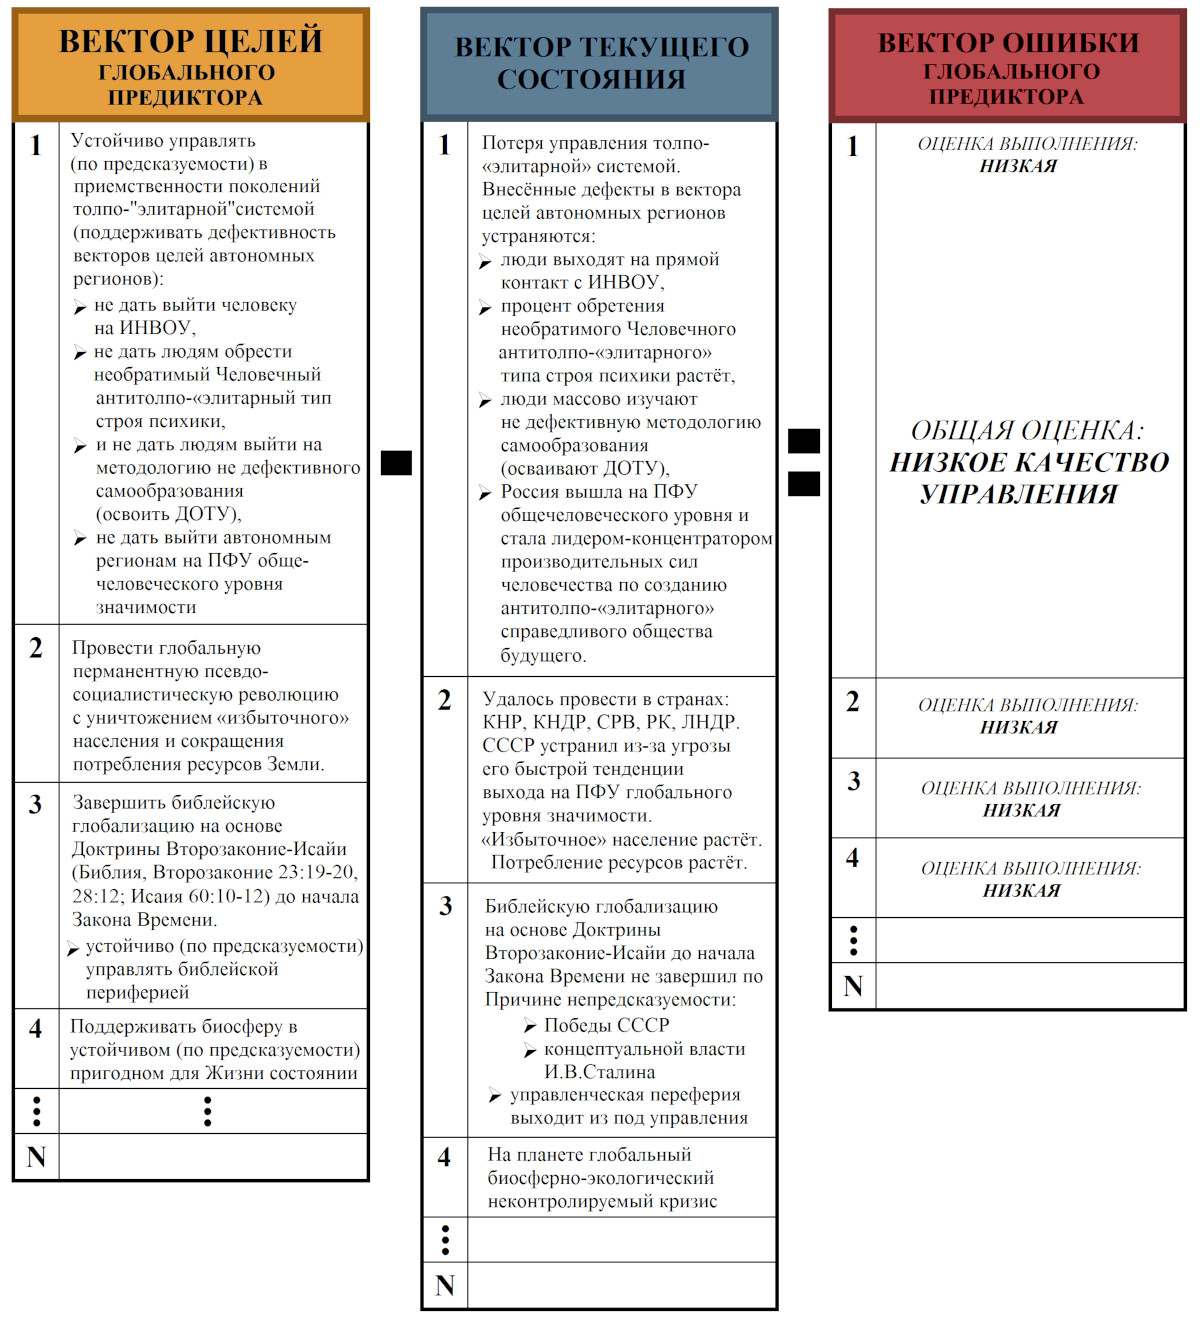 ВЕКТОР ЦЕЛЕЙ
ГЛОБАЛЬНОГО
ПРЕДИКТОРА
1
Устойчиво управлять
(по предсказуемости) в
приемственности поколений
толпо-"элитарной"системой
(поддерживать дефективность
векторов целей автономных
регионов):
➢ не дать выйти человеку
на ИНВОУ,
➢ не дать людям обрести
необратимый Человечный
антитолпо-«элитарный тип
строя психики,
➢ и не дать людям выйти на
методологию не дефективного
самообразования
(освоить ДОТУ),
➢ не дать выйти автономным
регионам на ПФУ обще-
человеческого уровня
значимости
2
Провести глобальную
перманентную псевдо-
социалистическую революцию
с уничтожением «избыточного»
населения и сокращения
потребления ресурсов Земли.
3
Завершить библейскую
глобализацию на основе
Доктрины Второзаконие-Исайи
(Библия, Второзаконие 23:19-20,
28:12; Исаия 60:10-12) до начала
Закона Времени.
➢ устойчиво (по предсказуемости)
управлять библейской
периферией
4
Поддерживать биосферу в
устойчивом (по предсказуемости)
пригодном для Жизни состоянии
N
ВЕКТОР ТЕКУЩЕГО
СОСТОЯНИЯ
1
Потеря управления толпо-
«элитарной» системой.
Внесённые дефекты в вектора
целей автономных регионов
устраняются:
➢ люди выходят на прямой
контакт с ИНВОУ,
➢ процент обретения
необратимого Человечного
антитолпо-«элитарного»
типа строя психики растёт,
➢ люди массово изучают
не дефективную методологию
самообразования
(осваивают ДОТУ),
➢ Россия вышла на ПФУ
общечеловеческого уровня и
стала лидером-концентратором
производительных сил
человечества по созданию
антитолпо-«элитарного»
справедливого общества
будущего.
2
Удалось провести в странах:
КНР, КНДР, СРВ, РК, ЛНДР.
СССР устранил из-за угрозы
его быстрой тенденции
выхода на ПФУ глобального
уровня значимости.
«Избыточное» население растёт.
Потребление ресурсов растёт.
3
Библейскую глобализацию
на основе Доктрины
Второзаконие-Исайи до начала
Закона Времени не завершил по
Причине непредсказуемости:
➢ Победы СССР
➢ концептуальной власти
И.В.Сталина
➢ управленческая переферия
выходит из под управления
4
На планете глобальный
биосферно-экологический
неконтролируемый кризис
N
ВЕКТОР ОШИБКИ
ГЛОБАЛЬНОГО
ПРЕДИКТОРА
1
ОЦЕНКА ВЫПОЛНЕНИЯ:
НИЗКАЯ
ОБЩАЯ ОЦЕНКА:
НИЗКОЕ КАЧЕСТВО
УПРАВЛЕНИЯ
2
ОЦЕНКА ВЫПОЛНЕНИЯ:
НИЗКАЯ
3
ОЦЕНКА ВЫПОЛНЕНИЯ:
НИЗКАЯ
4
ОЦЕНКА ВЫПОЛНЕНИЯ:
НИЗКАЯ
N